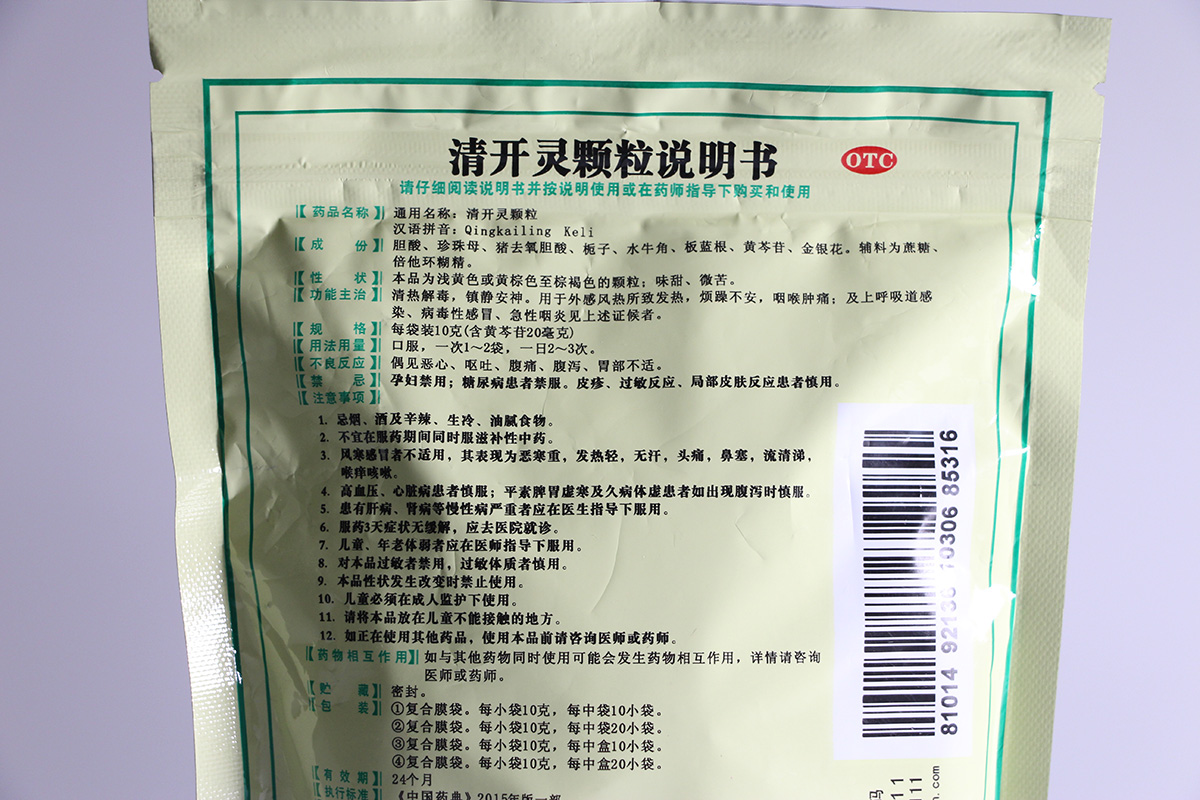 清开灵颗粒说明书
OTC
请仔细阅读说明书并按说明使用或在药师指导下购买和使用
【药品名称】 通用名称：清开灵颗粒
汉语拼音：Qingkailing Keli
【成 份】 胆酸、珍珠母、猪去氧胆酸、栀子、水牛角、板蓝根、黄芩苷、金银花。辅料为蔗糖、
倍他环糊精。
【性 状】 本品为浅黄色或黄棕色至棕褐色的颗粒；味甜、微苦。
【功能主治】 清热解毒，镇静安神。用于外感风热所致发热，烦躁不安，咽喉肿痛；及上呼吸道感
染、病毒性感冒、急性咽炎见上述证候者。
【规 格】 每袋装10克(含黄芩苷20毫克)
【用法用量】 口服，一次1～2袋，一日2～3次。
【不良反应】 偶见恶心、呕吐、腹痛、腹泻、胃部不适。
【禁 忌】 孕妇禁用；糖尿病患者禁服。皮疹、过敏反应、局部皮肤反应患者慎用。
【注意事项】
1. 忌烟、酒及辛辣、生冷、油腻食物。
2. 不宜在服药期间同时服滋补性中药。
3. 风寒感冒者不适用，其表现为恶寒重，发热轻，无汗，头痛，鼻塞，流清涕，
喉痒咳嗽。
4. 高血压、心脏病患者慎服；平素脾胃虚寒及久病体虚患者如出现腹泻时慎服。
5. 患有肝病、肾病等慢性病严重者应在医生指导下服用。
6. 服药3天症状无缓解，应去医院就诊。
7. 儿童、年老体弱者应在医师指导下服用。
8. 对本品过敏者禁用，过敏体质者慎用。
9. 本品性状发生改变时禁止使用。
10. 儿童必须在成人监护下使用。
11. 请将本品放在儿童不能接触的地方。
12. 如正在使用其他药品，使用本品前请咨询医师或药师。
【药物相互作用】 如与其他药物同时使用可能会发生药物相互作用，详情请咨询
医师或药师。
【贮 藏】 密封。
【包 装】 ①复合膜袋。每小袋10克，每中袋10小袋。
②复合膜袋。每小袋10克，每中袋20小袋。
③复合膜袋。每小袋10克，每中盒10小袋。
④复合膜袋。每小袋10克，每中盒20小袋。
【有效期】 24个月
【执行标准】 《中国药典》2015年版一部
81014 92136 10306 85316
码
111
.com